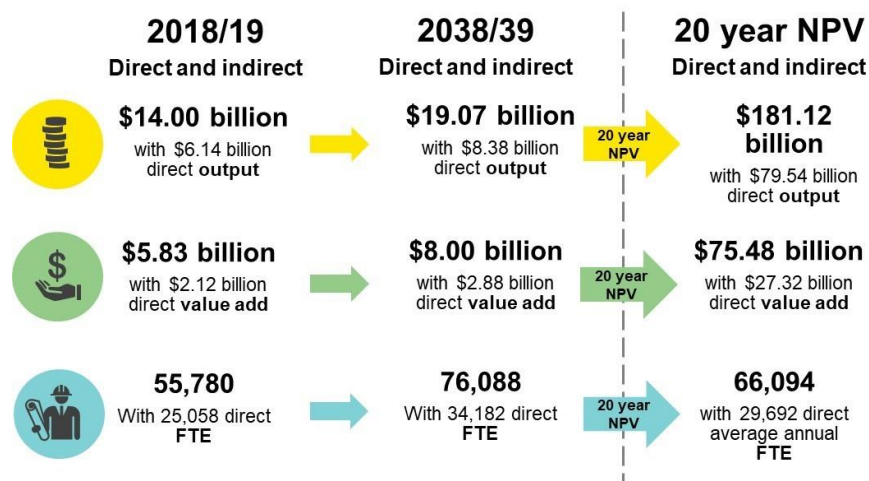 2018/19
Direct and indirect
2038/39
Direct and indirect
20 year NPV
Direct and indirect
$14.00 billion
with $6.14 billion
direct output
$19.07 billion
with $8.38 billion
direct output
20 year
NPV
$181.12
billion
with $79.54 billion
direct output
$
$5.83 billion
with $2.12 billion
direct value add
$8.00 billion
with $2.88 billion
direct value add
20 year
NPV
$75.48 billion
with $27.32 billion
direct value add
55,780
With 25,058 direct
FTE
76,088
With 34,182 direct
FTE
20 year
NPV
66,094
with 29,692 direct
average annual
FTE